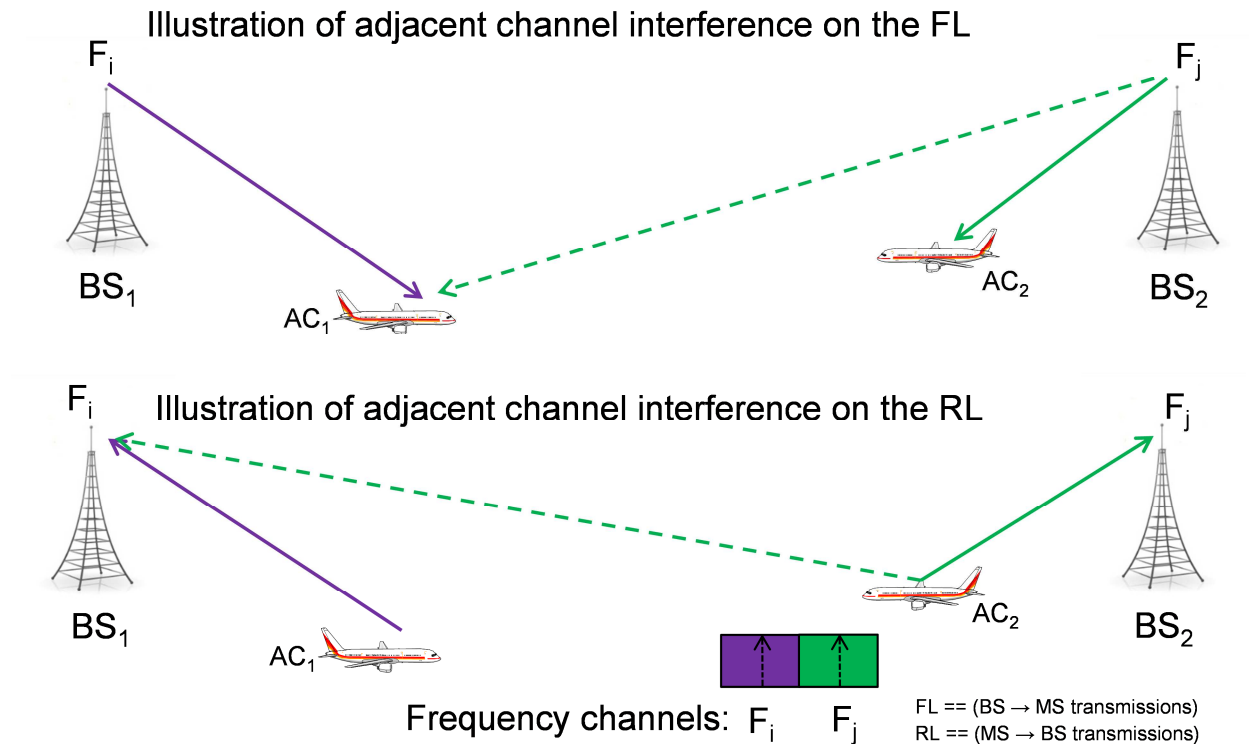 Illustration of adjacent channel interference on the FL
Fi
Fj
BS1
AC1
AC2
BS2
Fi
Illustration of adjacent channel interference on the RL
Fj
BS1
AC1
AC2
BS2
Frequency channels: Fi Fj
FL == (BS → MS transmissions)
RL == (MS → BS transmissions)